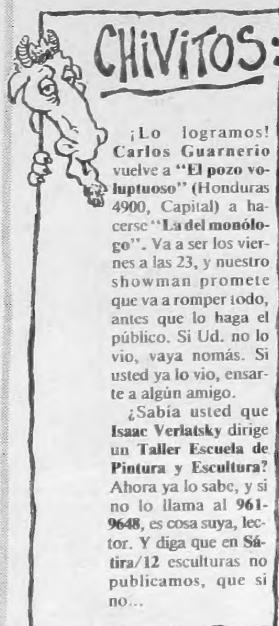 CHIVITOS:
¡Lo logramos!
Carlos Guarnerio
vuelve a "El pozo vo-
luptuoso" (Honduras
4900, Capital) a ha-
cerse "La del monólo-
go". Va a ser los vier-
nes a las 23, y nuestro
showman promete
que va a romper todo,
antes que lo haga el
público. Si Ud. no lo
vio, vaya nomás. Si
usted ya lo vio, ensar-
te a algún amigo.
¿Sabía usted que
Isaac Verlatsky dirige
un Taller Escuela de
Pintura y Escultura?
Ahora ya lo sabe, y si
no lo llama al 961-
9648, es cosa suya, lec-
tor. Y diga que en Sá-
tira/12 esculturas no
publicamos, que si
no...